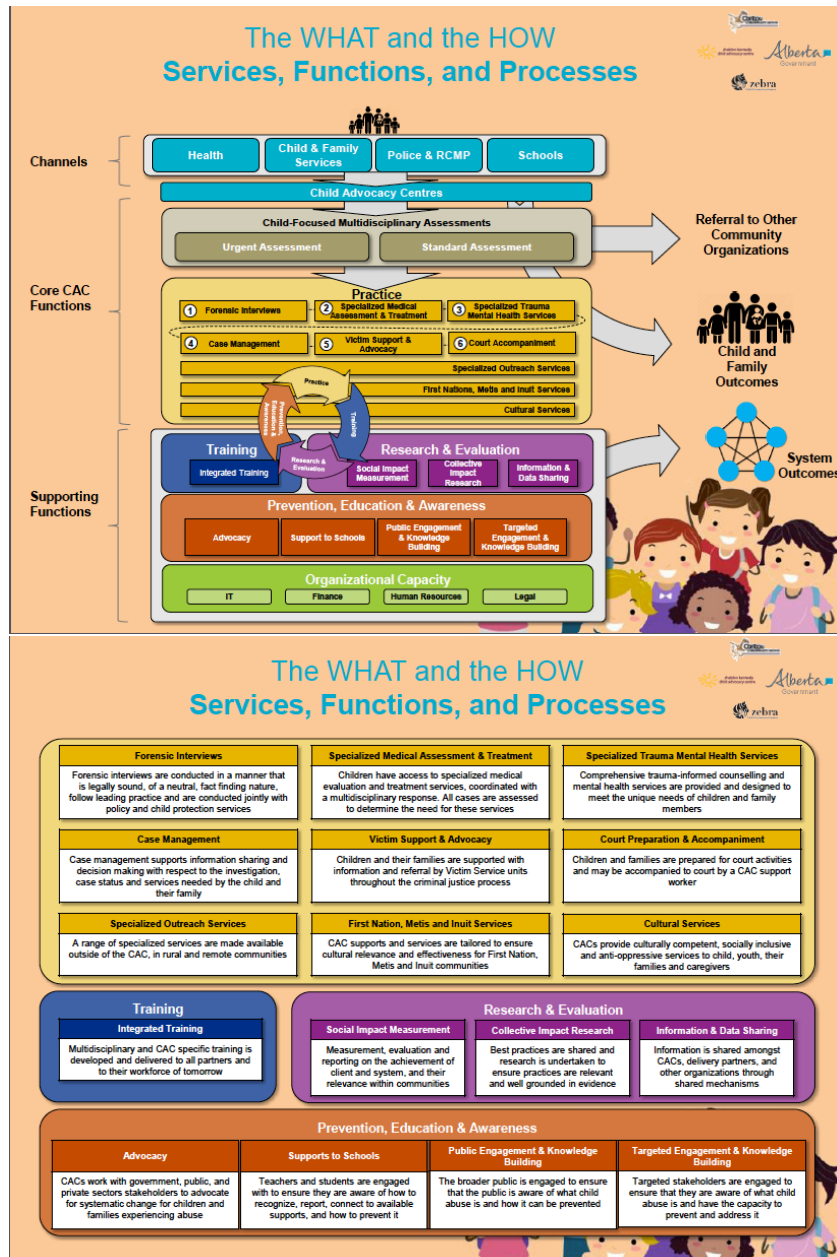 The WHAT and the HOW
Services, Functions, and Processes
Caribou
Alberta
Government
zebra
Channels
Health
Child & Family
Services
Police & RCMP
Schools
Child Advocacy Centres
Core CAC
Functions
Child-Focused Multidisciplinary Assessments
Urgent Assessment
Standard Assessment
Referral to Other
Community
Organizations
Practice
1 Forensic Interviews
2 Specialized Medical
Assessment & Treatment
3 Specialized Trauma
Mental Health Services
4 Case Management
5 Victim Support &
Advocacy
6 Court Accompaniment
Specialized Outreach Services
First Nations, Metis and Inuit Services
Cultural Services
Child and
Family
Outcomes
Practice
Training
Research &
Evaluation
Prevention,
Education &
Awareness
Supporting
Functions
Training
Integrated Training
Research & Evaluation
Social Impact
Measurement
Collective
Impact
Research
Information &
Data Sharing
System
Outcomes
Prevention, Education & Awareness
Advocacy
Support to Schools
Public Engagement
& Knowledge
Building
Targeted
Engagement &
Knowledge Building
Organizational Capacity
IT
Finance
Human Resources
Legal
The WHAT and the HOW
Services, Functions, and Processes
Caribou
Alberta
Government
zebra
Forensic Interviews
Forensic interviews are conducted in a manner that
is legally sound, of a neutral, fact finding nature,
follow leading practice and are conducted jointly with
policy and child protection services
Specialized Medical Assessment & Treatment
Children have access to specialized medical
evaluation and treatment services, coordinated with
a multidisciplinary response. All cases are assessed
to determine the need for these services
Specialized Trauma Mental Health Services
Comprehensive trauma-informed counselling and
mental health services are provided and designed to
meet the unique needs of children and family
members
Case Management
Case management supports information sharing and
decision making with respect to the investigation,
case status and services needed by the child and
their family
Victim Support & Advocacy
Children and their families are supported with
information and referral by Victim Service units
throughout the criminal justice process
Court Preparation & Accompaniment
Children and families are prepared for court activities
and may be accompanied to court by a CAC support
worker
Specialized Outreach Services
A range of specialized services are made available
outside of the CAC, in rural and remote communities
First Nation, Metis and Inuit Services
CAC supports and services are tailored to ensure
cultural relevance and effectiveness for First Nation,
Metis and Inuit communities
Cultural Services
CACs provide culturally competent, socially inclusive
and anti-oppressive services to child, youth, their
families and caregivers
Training
Integrated Training
Multidisciplinary and CAC specific training is
developed and delivered to all partners and
to their workforce of tomorrow
Research & Evaluation
Social Impact Measurement
Measurement, evaluation and
reporting on the achievement of
client and system, and their
relevance within communities
Collective Impact Research
Best practices are shared and
research is undertaken to
ensure practices are relevant
and well grounded in evidence
Information & Data Sharing
Information is shared amongst
CACs, delivery partners, and
other organizations through
shared mechanisms
Prevention, Education & Awareness
Advocacy
CACs work with government, public, and
private sectors stakeholders to advocate
for systematic change for children and
families experiencing abuse
Supports to Schools
Teachers and students are engaged
with to ensure they are aware of how to
recognize, report, connect to available
supports, and how to prevent it
Public Engagement & Knowledge
Building
The broader public is engaged to ensure
that the public is aware of what child
abuse is and how it can be prevented
Targeted Engagement & Knowledge
Building
Targeted stakeholders are engaged to
ensure that they are aware of what child
abuse is and have the capacity to
prevent and address it